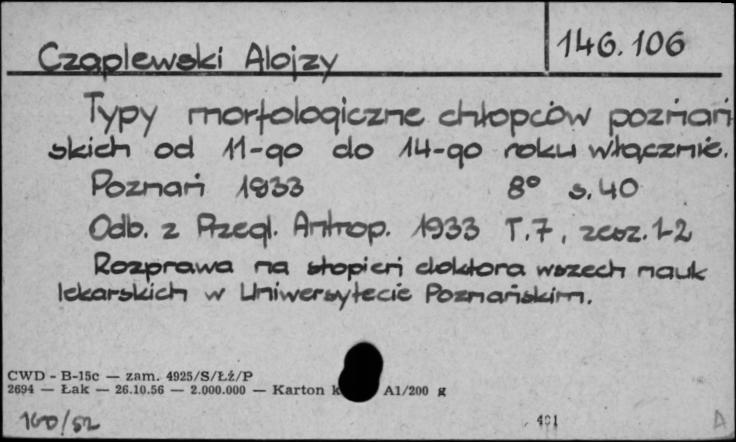 146.106
Czaplewski Alojzy
Typy morfologiczne chłopców poznań
skich od 11-go do 14-go roku włącznie.
Poznań 1933 8° s. 40
Odb. z Przegl. Antrop. 1933 T.7, zesz. 1-2
Rozprawa na stopień doktora wszech nauk
lekarskich w Uniwersytecie Poznańskim.
CWD - B-15c — zam. 4925/S/Łż/P
2694 — Łak — 26.10.56 — 2.000.000 — Karton k A1/200 g
160/52 491 A